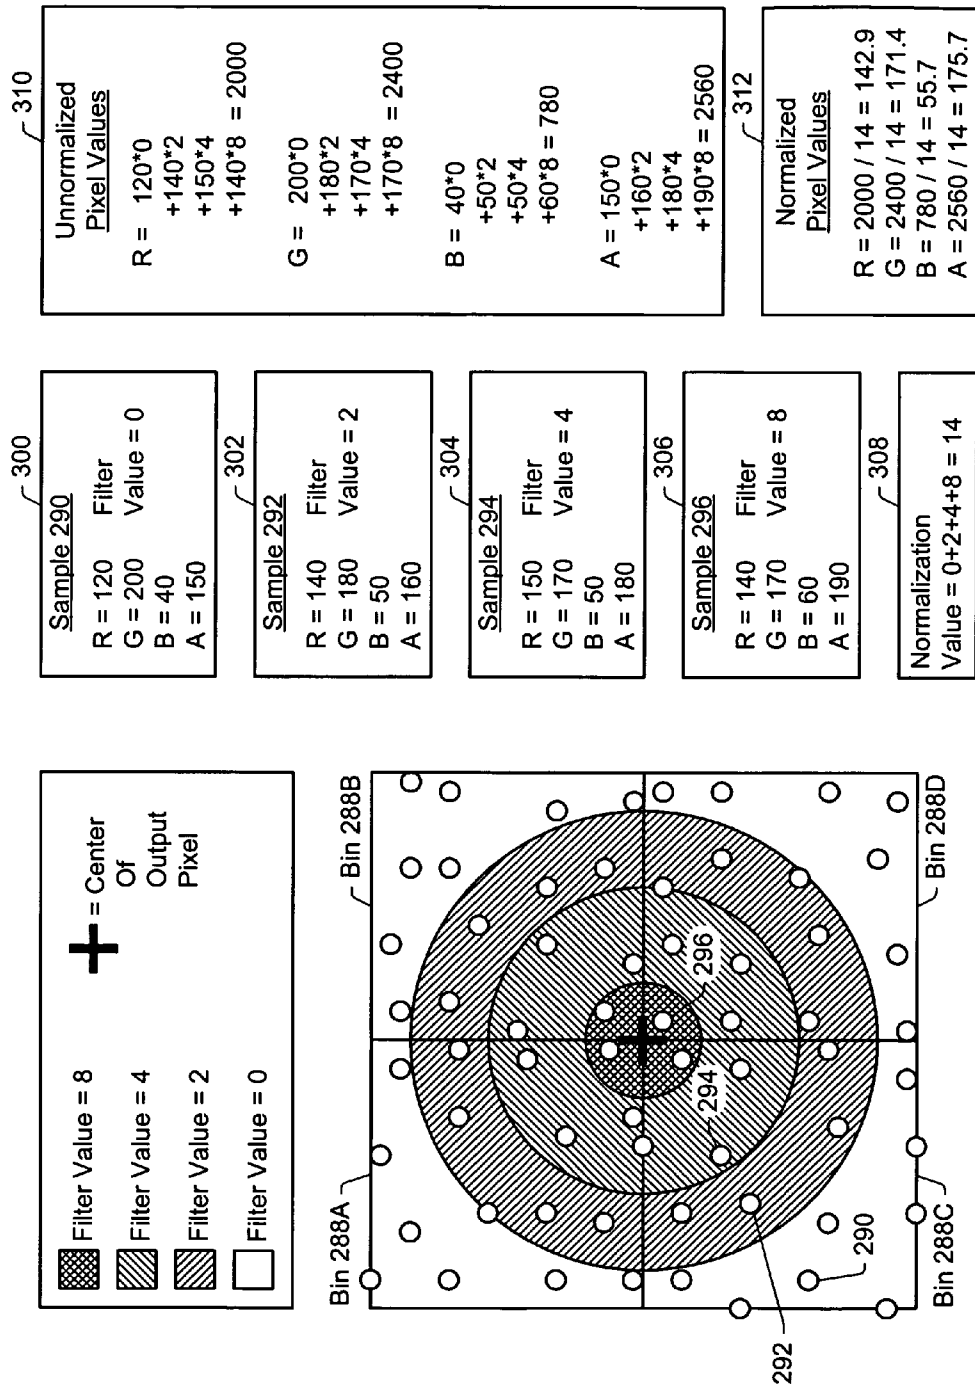 Filter Value = 8
Filter Value = 4
Filter Value = 2
Filter Value = 0
= Center
Of
Output
Pixel
Bin 288A
Bin 288B
296
294
292
290
Bin 288C
Bin 288D
300
Sample 290
R = 120 Filter
G = 200 Value = 0
B = 40
A = 150
302
Sample 292
R = 140 Filter
G = 180 Value = 2
B = 50
A = 160
304
Sample 294
R = 150 Filter
G = 170 Value = 4
B = 50
A = 180
306
Sample 296
R = 140 Filter
G = 170 Value = 8
B = 60
A = 190
308
Normalization
Value = 0+2+4+8 = 14
310
Unnormalized
Pixel Values
R = 120*0
+140*2
+150*4
+140*8 = 2000
G = 200*0
+180*2
+170*4
+170*8 = 2400
B = 40*0
+50*2
+50*4
+60*8 = 780
A = 150*0
+160*2
+180*4
+190*8 = 2560
312
Normalized
Pixel Values
R = 2000 / 14 = 142.9
G = 2400 / 14 = 171.4
B = 780 / 14 = 55.7
A = 2560 / 14 = 175.7